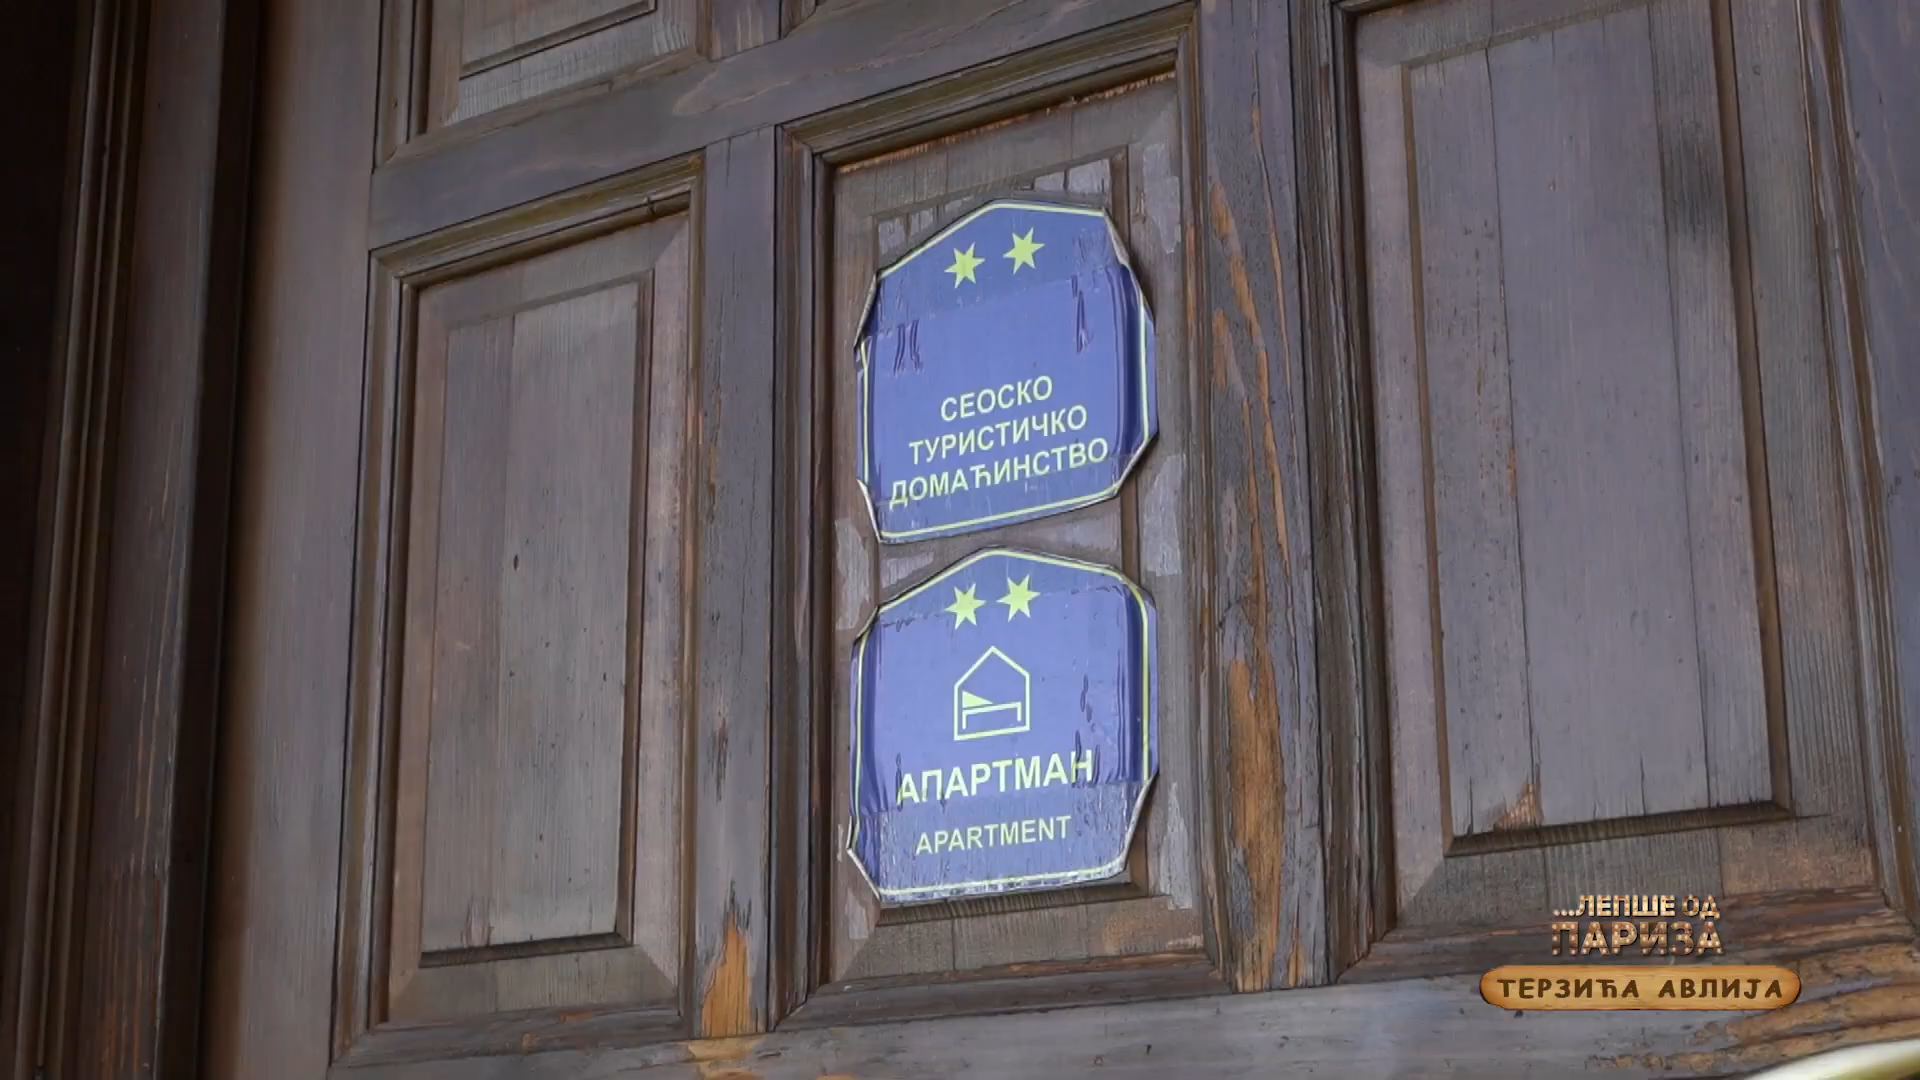 СЕОСКО
ТУРИСТИЧКО
ДОМАЋИНСТВО
АПАРТМАН
APARTMENT
...ЛЕПШЕ ОД
ПАРИЗА
ТЕРЗИЋА АВЛИЈА